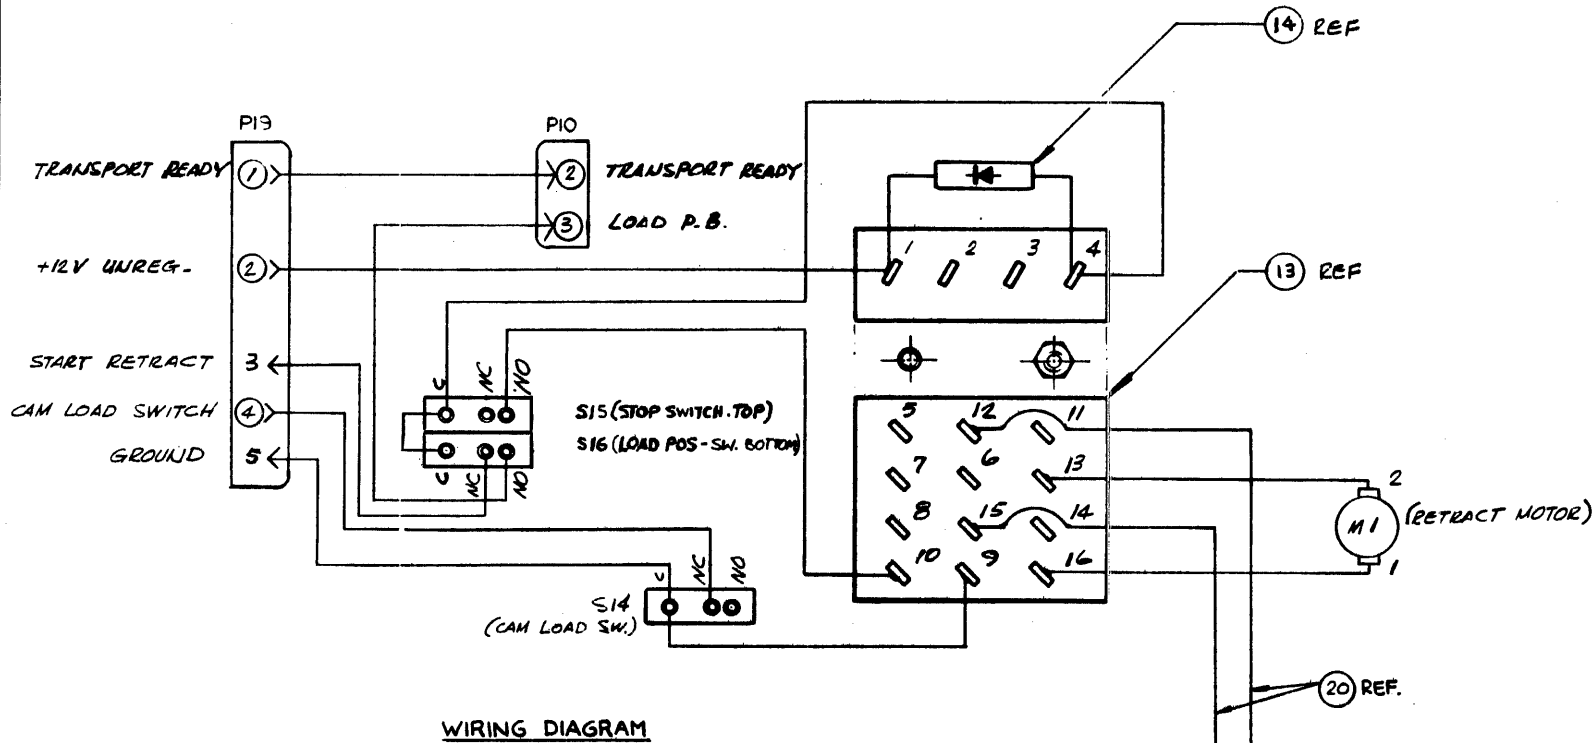 14 REF
P19
P10
TRANSPORT READY 1
2 TRANSPORT READY
3 LOAD P.B.
+12V UNREG- 2
1 2 3 4
13 REF
START RETRACT 3
CAM LOAD SWITCH 4
GROUND 5
C NC NO
S15 (STOP SWITCH. TOP)
S16 (LOAD POS-SW. BOTTOM)
C NC NO
5 12 11
7 6 13
8 15 14
10 9 16
2
M1 (RETRACT MOTOR)
1
C NC NO
S14
(CAM LOAD SW.)
20 REF.
WIRING DIAGRAM